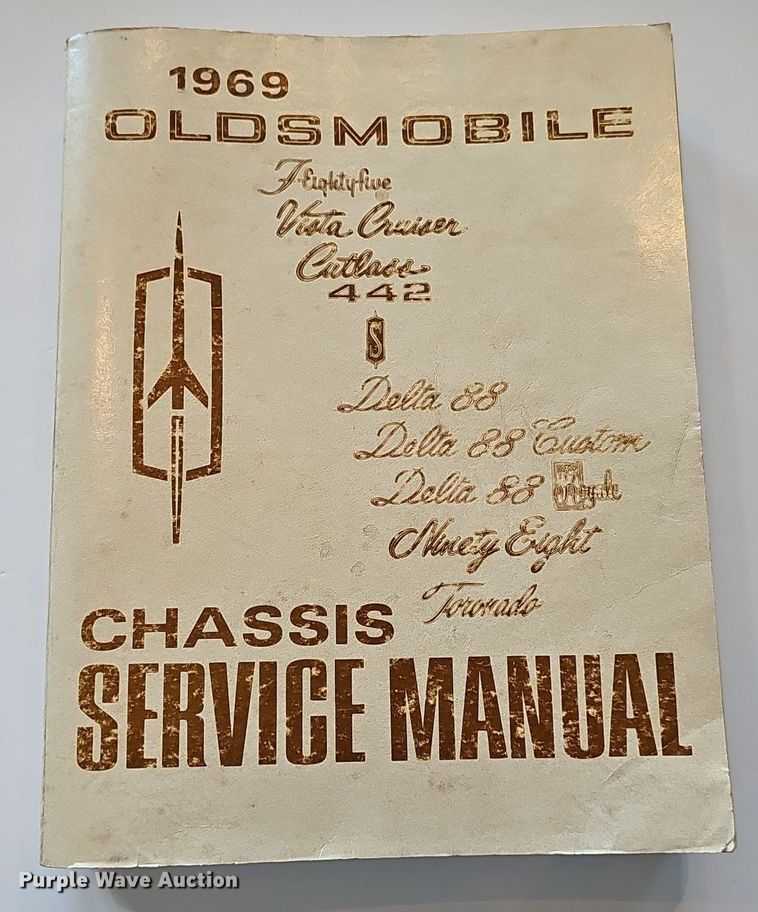 1969
OLDSMOBILE
F-Eighty-five
Vista Cruiser
Cutlass
442
S
Delta 88
Delta 88 Custom
Delta 88 Royale
Ninety Eight
Toronado
CHASSIS
SERVICE MANUAL
Purple Wave Auction